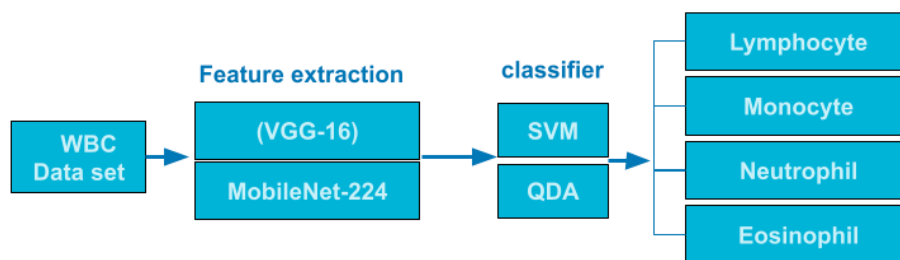 Feature extraction
classifier
WBC
Data set
(VGG-16)
MobileNet-224
SVM
QDA
Lymphocyte
Monocyte
Neutrophil
Eosinophil